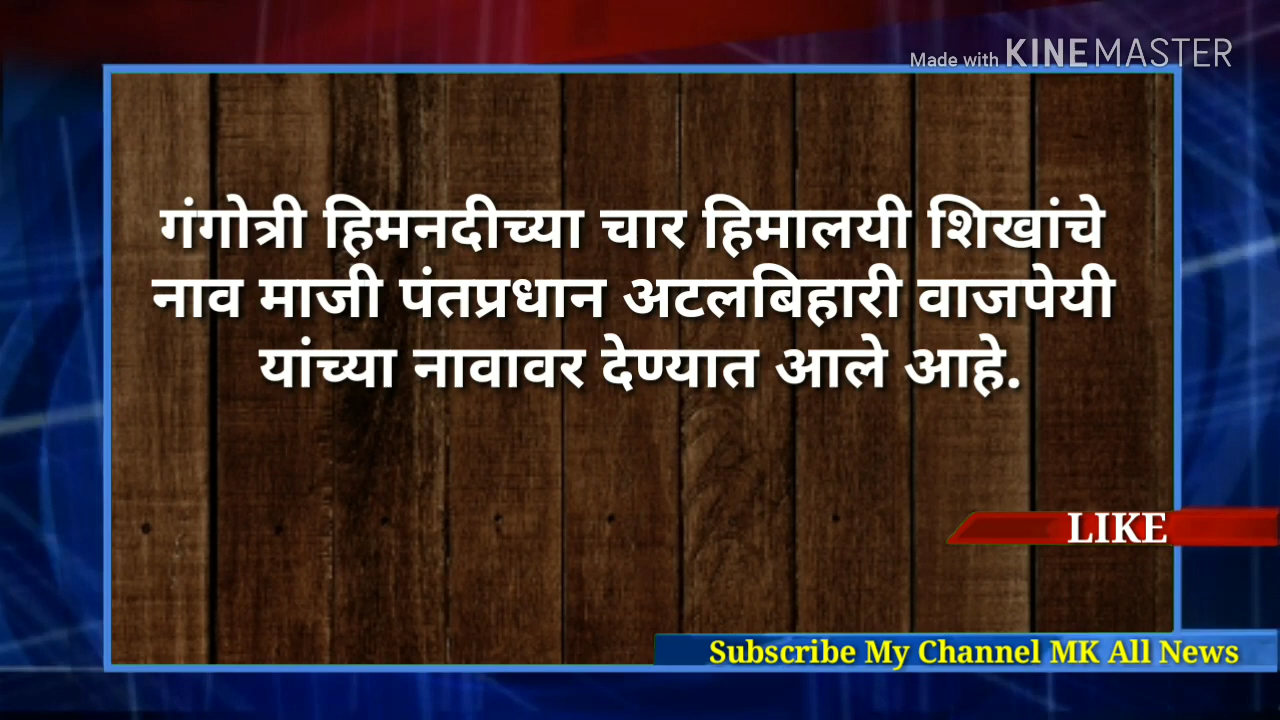 Made with KINEMASTER
गंगोत्री हिमनदीच्या चार हिमालयी शिखांचे
नाव माजी पंतप्रधान अटलबिहारी वाजपेयी
यांच्या नावावर देण्यात आले आहे.
LIKE
Subscribe My Channel MK All News